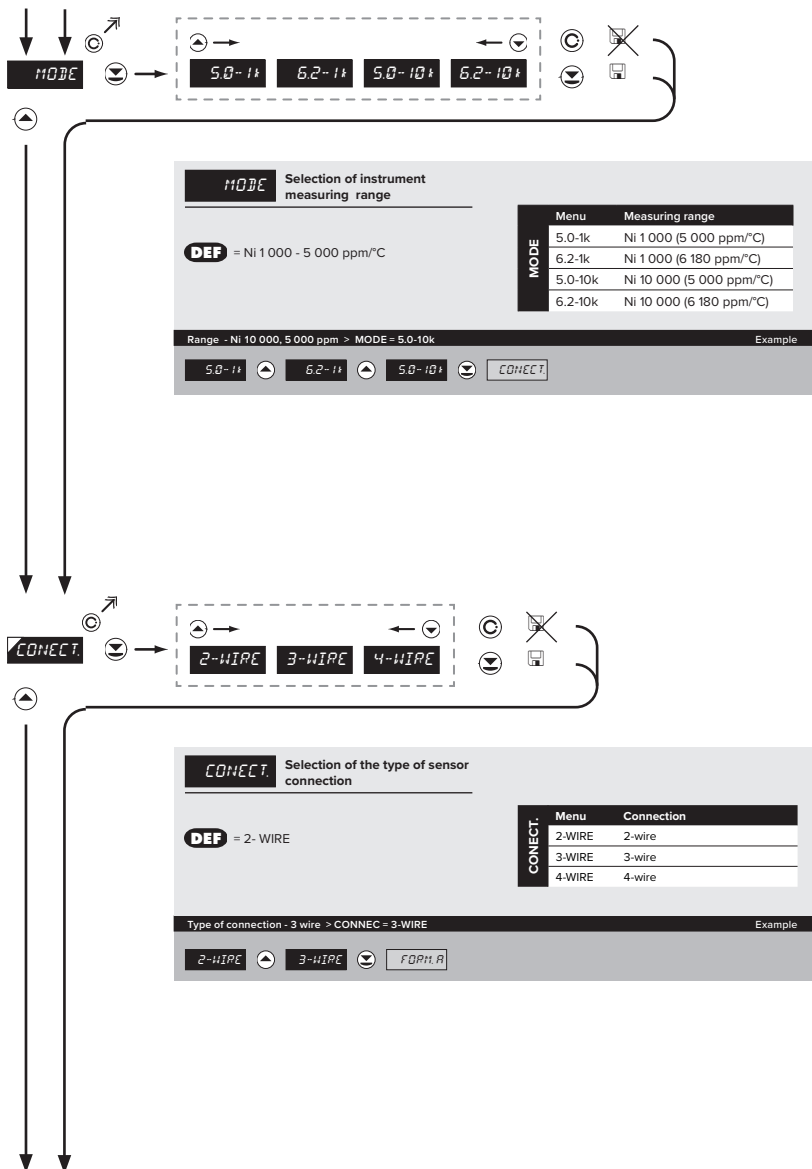 MODE
5.0-1k 6.2-1k 5.0-10k 6.2-10k
C
C
MODE
Selection of instrument
measuring range
DEF = Ni 1 000 - 5 000 ppm/°C
MODE
Menu Measuring range
5.0-1k Ni 1 000 (5 000 ppm/°C)
6.2-1k Ni 1 000 (6 180 ppm/°C)
5.0-10k Ni 10 000 (5 000 ppm/°C)
6.2-10k Ni 10 000 (6 180 ppm/°C)
Range - Ni 10 000, 5 000 ppm > MODE = 5.0-10k Example
5.0-1k 6.2-1k 5.0-10k CONECT.
C
CONECT.
2-WIRE 3-WIRE 4-WIRE
C
CONECT.
Selection of the type of sensor
connection
DEF = 2- WIRE
CONECT.
Menu Connection
2-WIRE 2-wire
3-WIRE 3-wire
4-WIRE 4-wire
Type of connection - 3 wire > CONNEC = 3-WIRE Example
2-WIRE 3-WIRE FORM. A